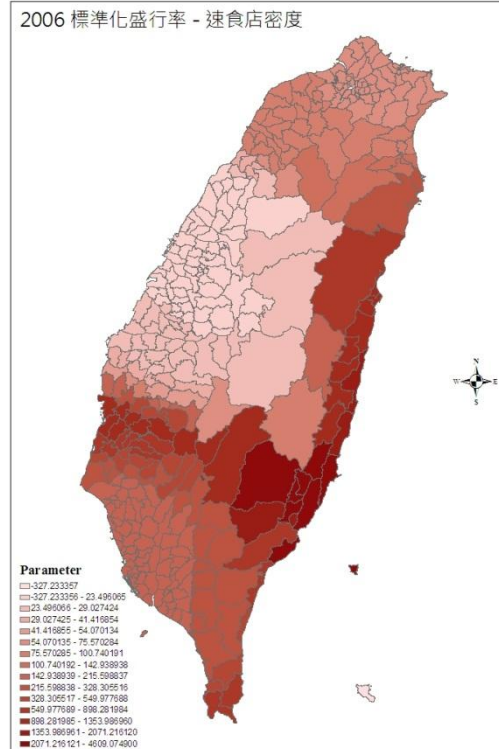 2006 標準化盛行率 - 速食店密度
N
W E
S
Parameter
-327.233357
-327.233356 - 23.496065
23.496066 - 29.027424
29.027425 - 41.416854
41.416855 - 54.070134
54.070135 - 75.570284
75.570285 - 100.740191
100.740192 - 142.938938
142.938939 - 215.598837
215.598838 - 328.305516
328.305517 - 549.977688
549.977689 - 898.281984
898.281985 - 1353.986960
1353.986961 - 2071.216120
2071.216121 - 4609.074900